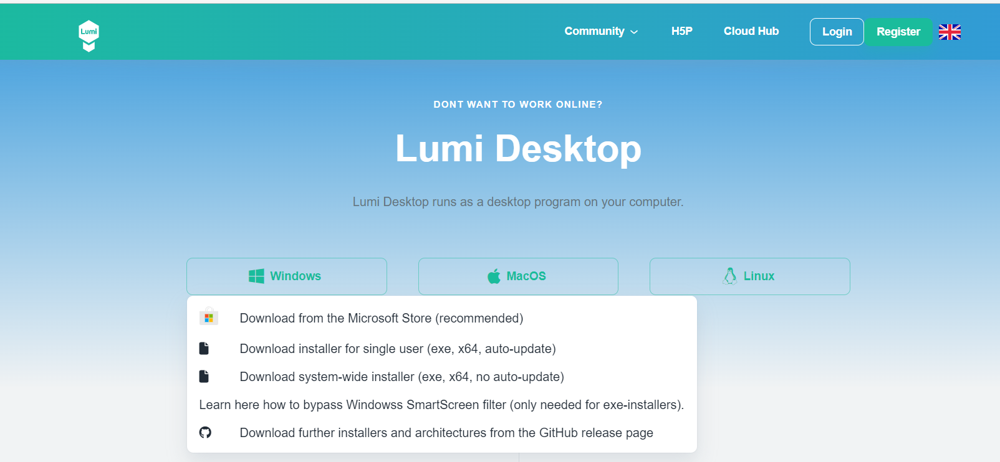 Lumi
Community
H5P
Cloud Hub
Login
Register
DONT WANT TO WORK ONLINE?
Lumi Desktop
Lumi Desktop runs as a desktop program on your computer.
Windows
MacOS
Linux
Download from the Microsoft Store (recommended)
Download installer for single user (exe, x64, auto-update)
Download system-wide installer (exe, x64, no auto-update)
Learn here how to bypass Windowss SmartScreen filter (only needed for exe-installers).
Download further installers and architectures from the GitHub release page